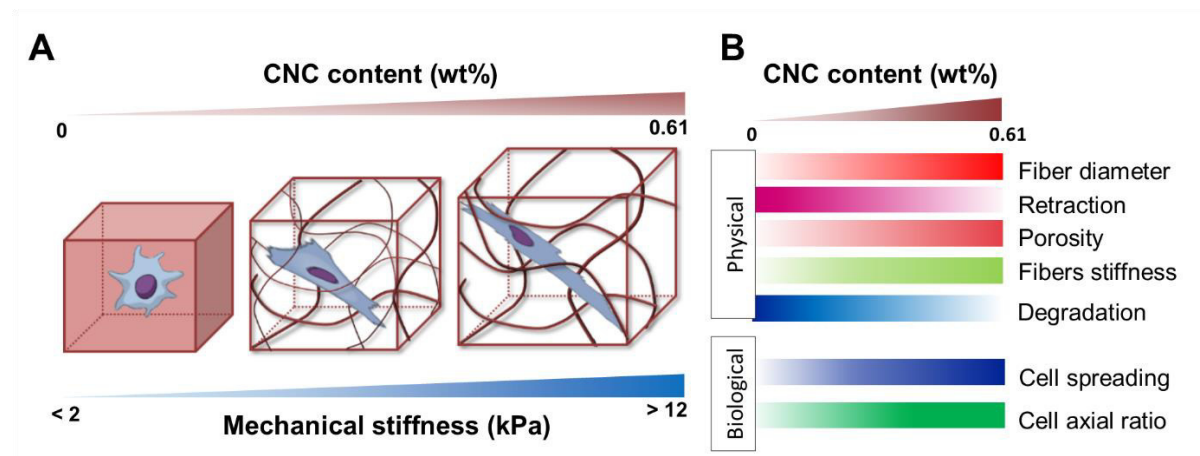 A
CNC content (wt%)
0
0.61
< 2
> 12
Mechanical stiffness (kPa)
B
CNC content (wt%)
0
0.61
Physical
Fiber diameter
Retraction
Porosity
Fibers stiffness
Degradation
Biological
Cell spreading
Cell axial ratio